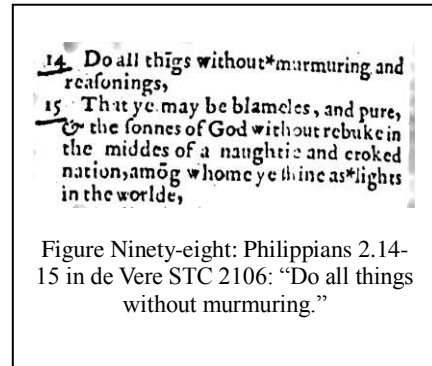 14 Do all thīgs without*murmuring and
reaſonings,
15 That ye may be blameles, and pure,
& the ſonnes of God without rebuke in
the middes of a naughtie and croked
nation,amōg whome ye ſhine as*lights
in the worlde,
Figure Ninety-eight: Philippians 2.14-
15 in de Vere STC 2106: “Do all things
without murmuring.”